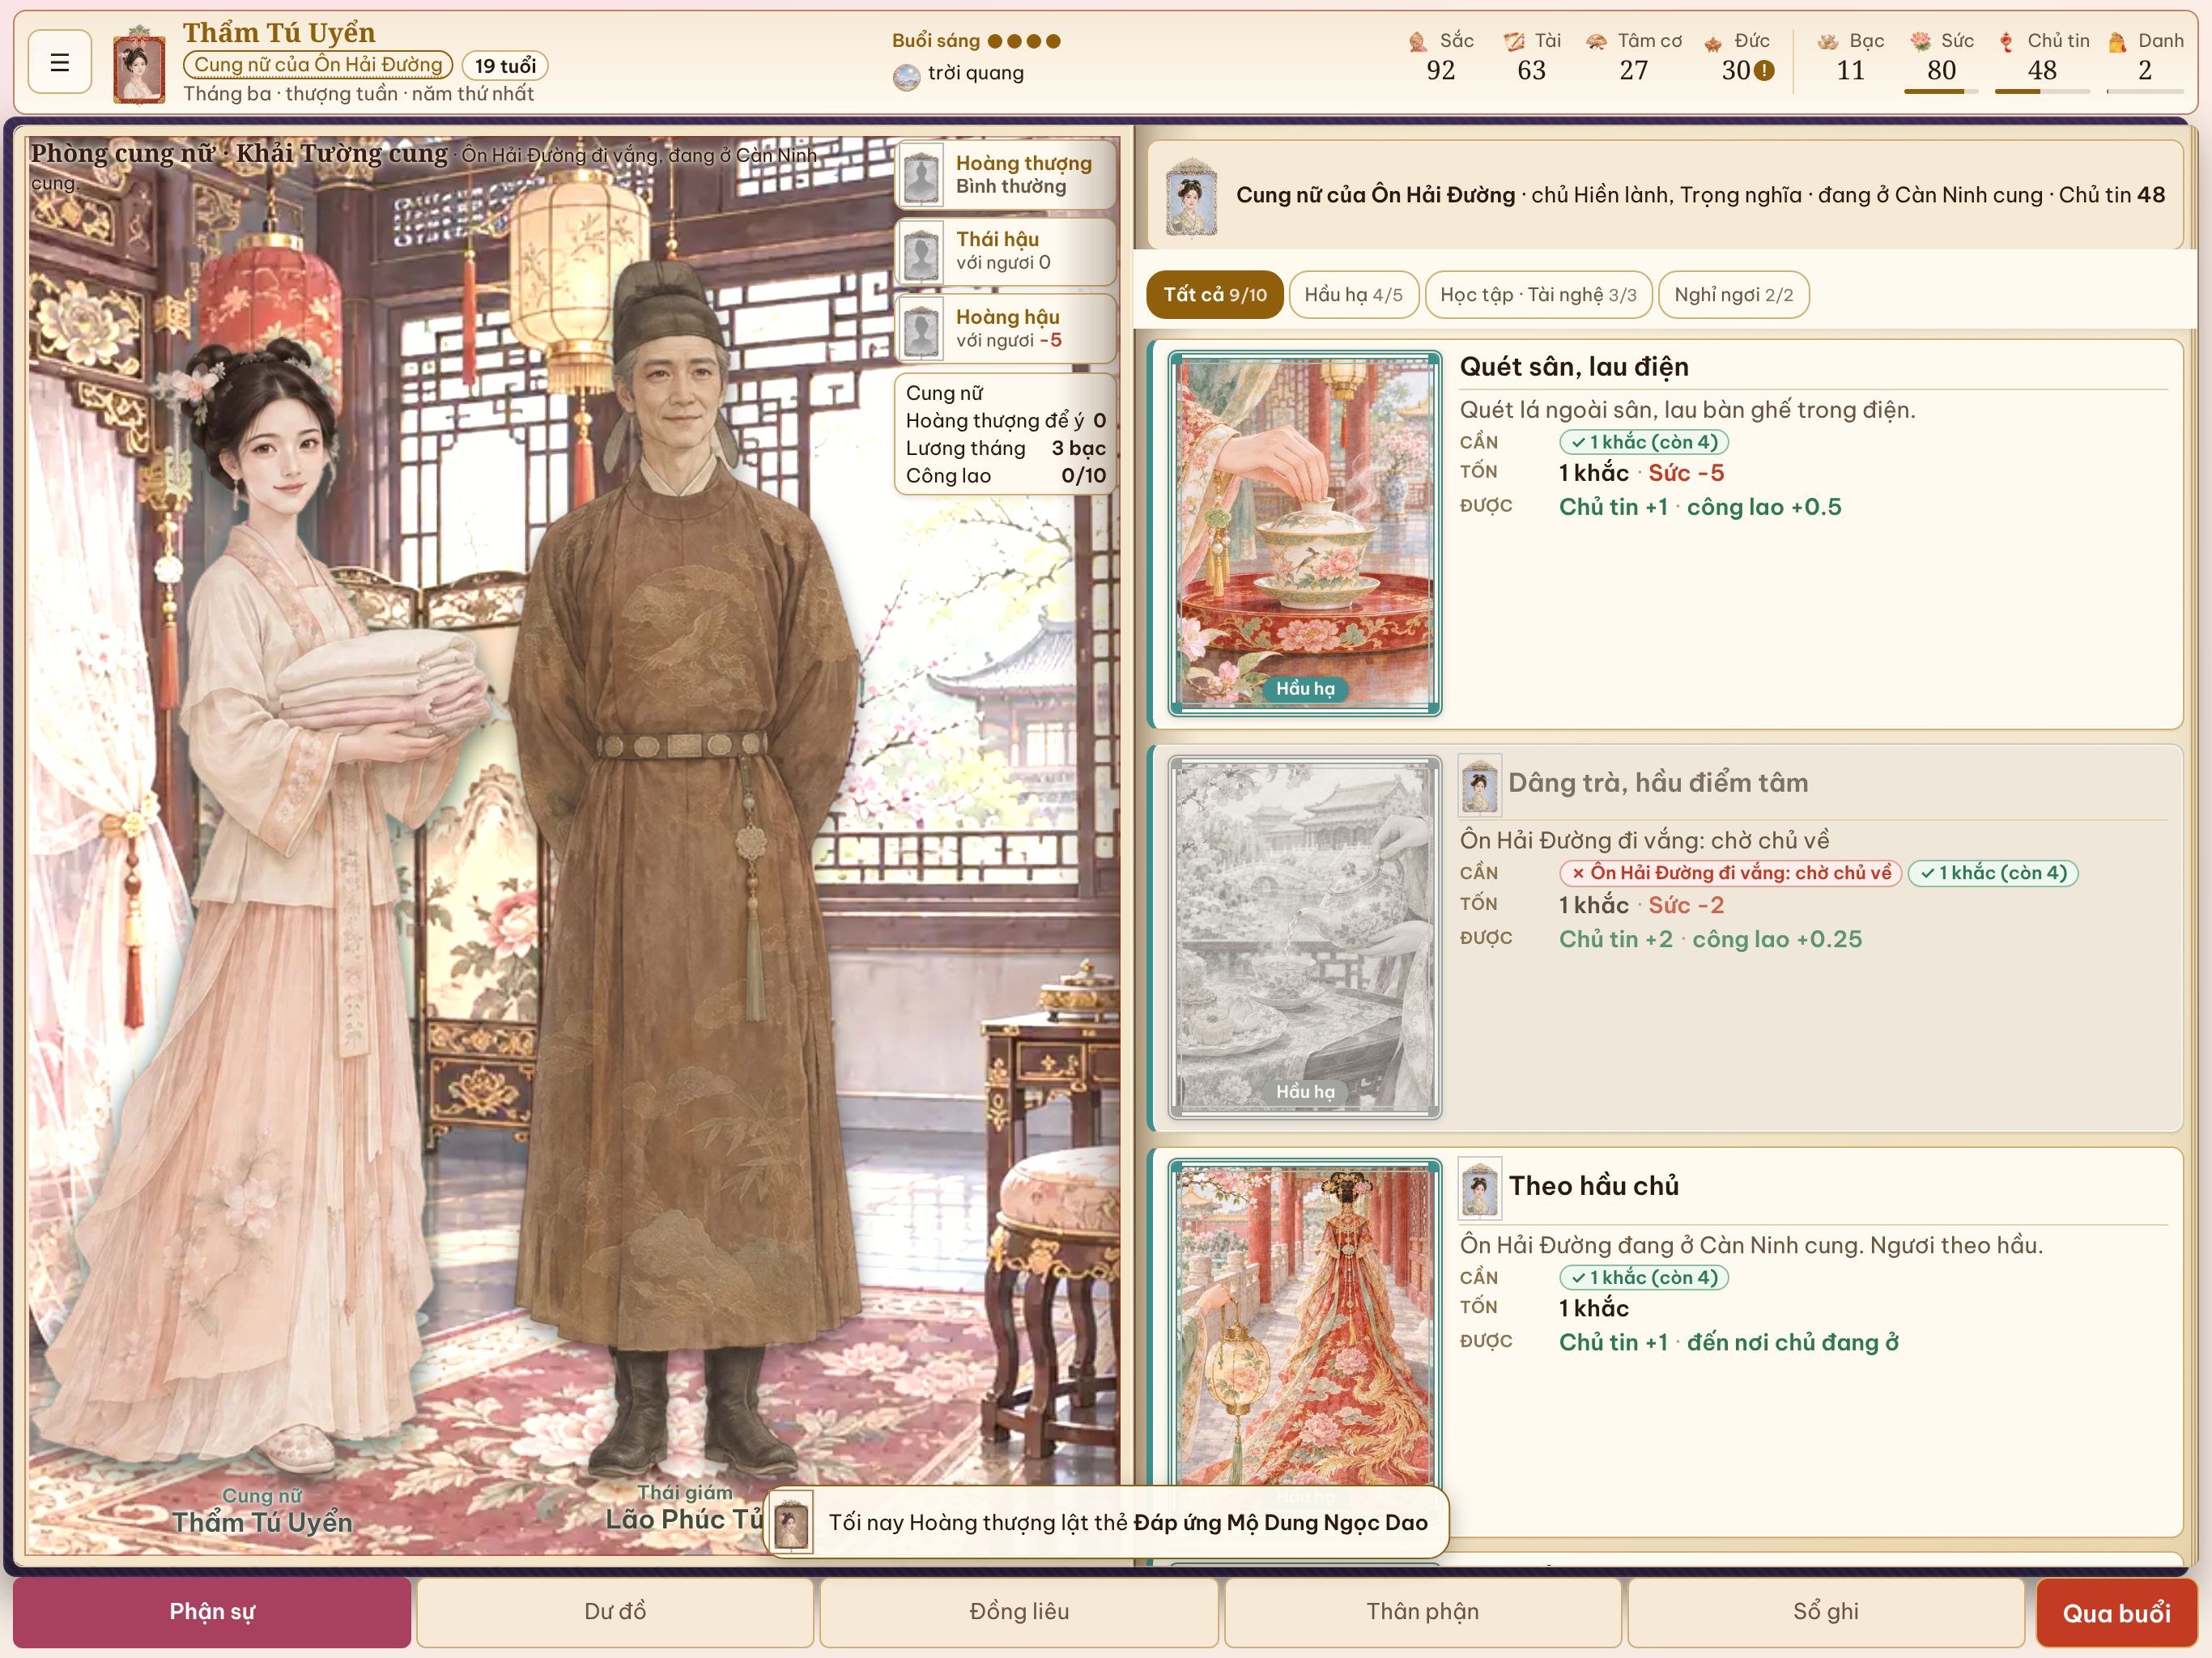 ☰
Thẩm Tú Uyển
Cung nữ của Ôn Hải Đường 19 tuổi
Tháng ba · thượng tuần · năm thứ nhất
Buổi sáng
trời quang
Sắc 92
Tài 63
Tâm cơ 27
Đức 30 !
Bạc 11
Sức 80
Chủ tin 48
Danh 2
Phòng cung nữ · Khải Tường cung · Ôn Hải Đường đi vắng, đang ở Càn Ninh
cung.
Hoàng thượng
Bình thường
Thái hậu
với ngươi 0
Hoàng hậu
với ngươi -5
Cung nữ
Hoàng thượng để ý 0
Lương tháng 3 bạc
Công lao 0/10
Cung nữ
Thẩm Tú Uyển
Thái giám
Lão Phúc Tử
Cung nữ của Ôn Hải Đường · chủ Hiền lành, Trọng nghĩa · đang ở Càn Ninh cung · Chủ tin 48
Tất cả 9/10
Hầu hạ 4/5
Học tập · Tài nghệ 3/3
Nghỉ ngơi 2/2
Hầu hạ
Quét sân, lau điện
Quét lá ngoài sân, lau bàn ghế trong điện.
CẦN ✓ 1 khắc (còn 4)
TỐN 1 khắc · Sức -5
ĐƯỢC Chủ tin +1 · công lao +0.5
Hầu hạ
Dâng trà, hầu điểm tâm
Ôn Hải Đường đi vắng: chờ chủ về
CẦN × Ôn Hải Đường đi vắng: chờ chủ về ✓ 1 khắc (còn 4)
TỐN 1 khắc · Sức -2
ĐƯỢC Chủ tin +2 · công lao +0.25
Hầu hạ
Theo hầu chủ
Ôn Hải Đường đang ở Càn Ninh cung. Ngươi theo hầu.
CẦN ✓ 1 khắc (còn 4)
TỐN 1 khắc
ĐƯỢC Chủ tin +1 · đến nơi chủ đang ở
Tối nay Hoàng thượng lật thẻ Đáp ứng Mộ Dung Ngọc Dao
Phận sự
Dư đồ
Đồng liêu
Thân phận
Sổ ghi
Qua buổi